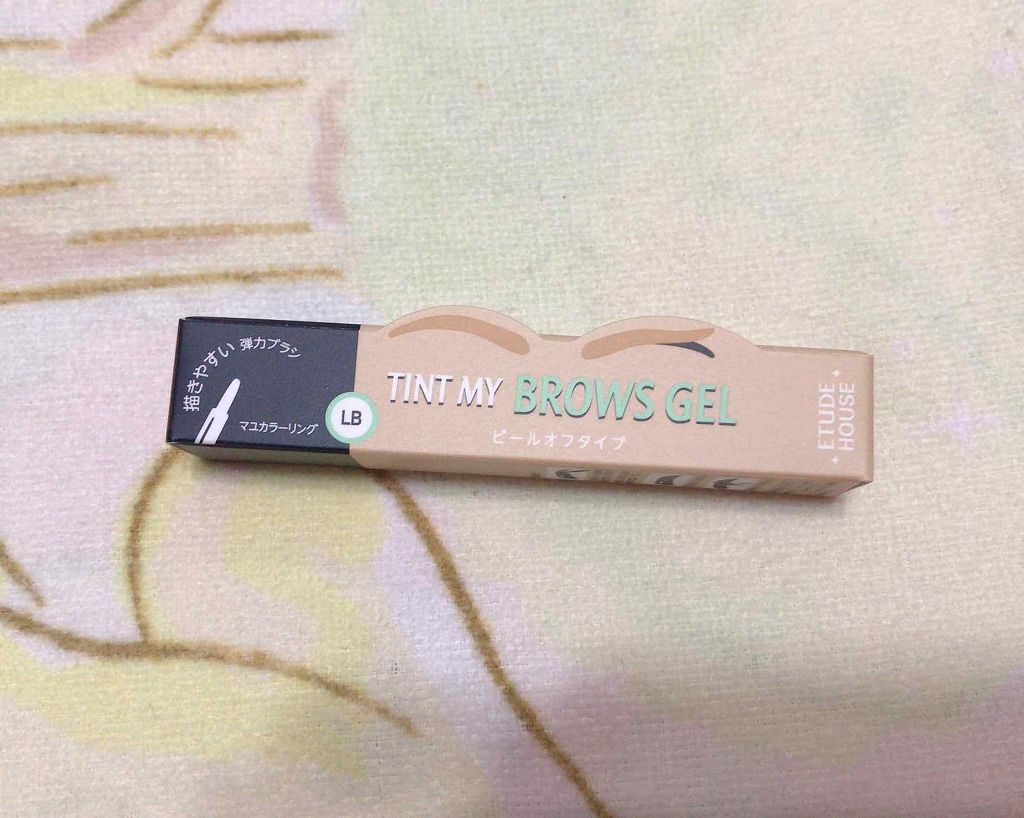 描きやすい 弾力ブラシ
マユカラーリング
LB
TINT MY BROWS GEL
ピールオフタイプ
ETUDE
HOUSE